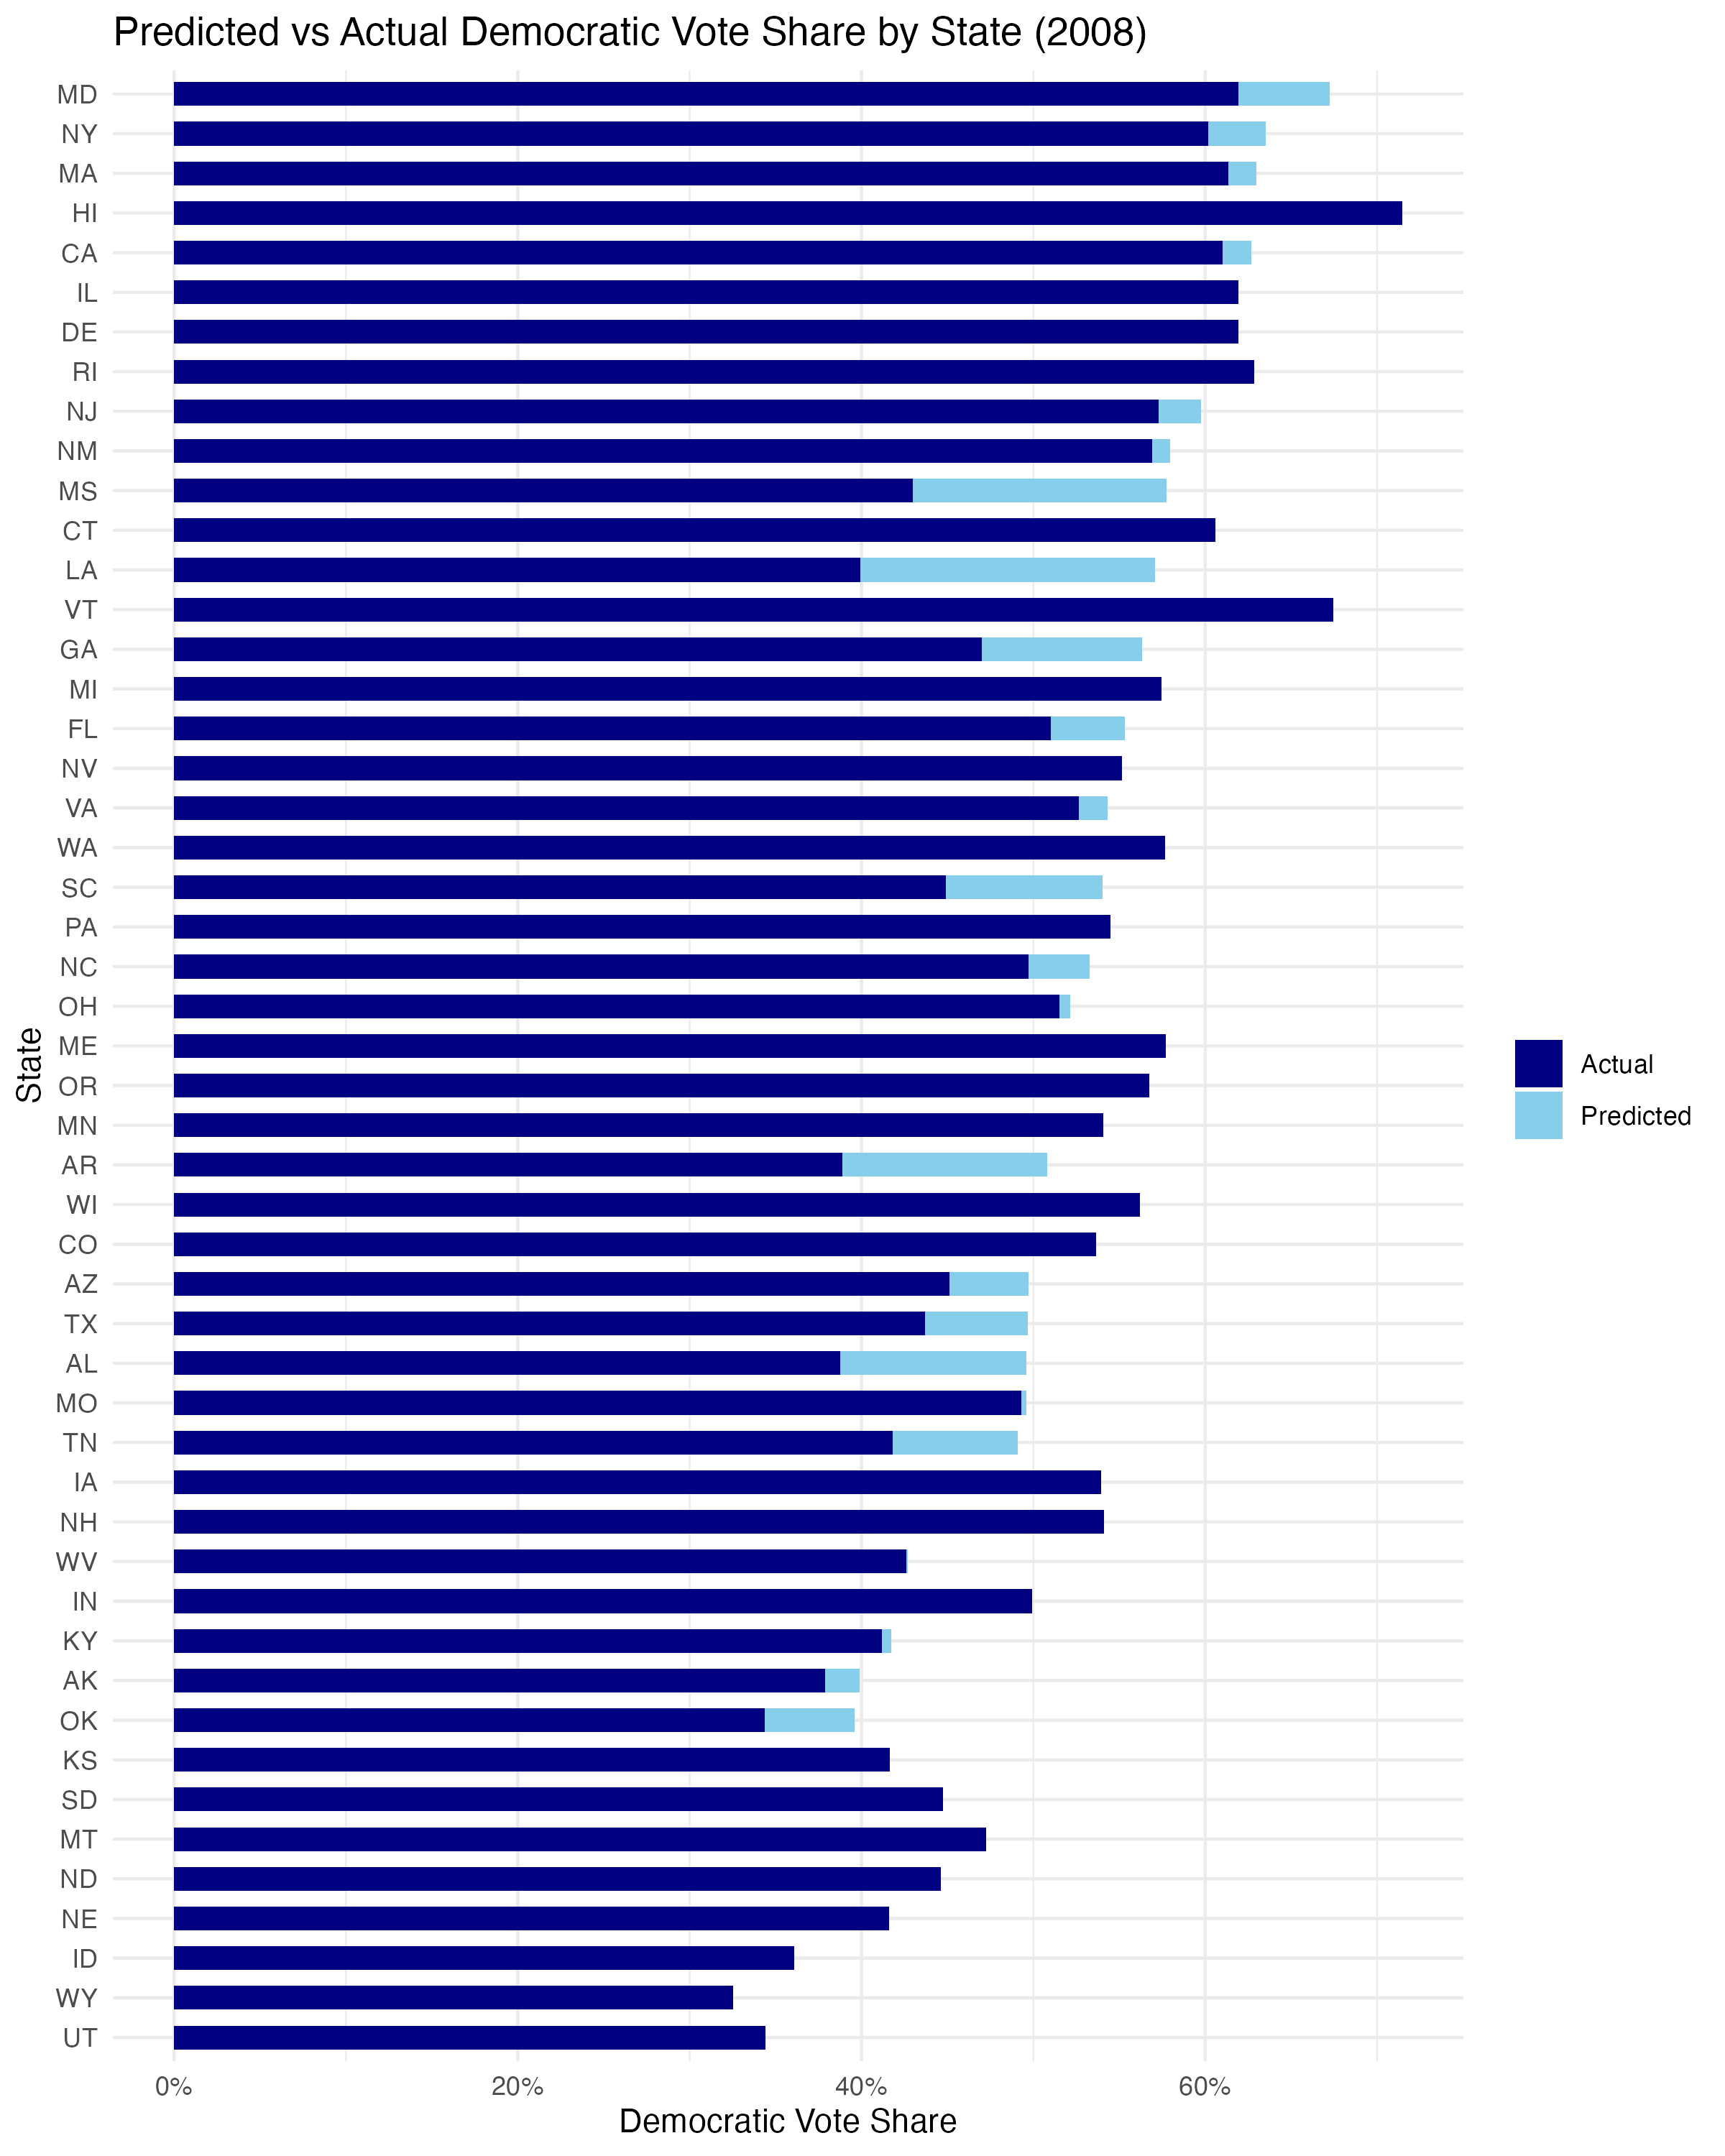 Predicted vs Actual Democratic Vote Share by State (2008)
MD
NY
MA
HI
CA
IL
DE
RI
NJ
NM
MS
CT
LA
VT
GA
MI
FL
NV
VA
WA
SC
PA
NC
OH
ME
OR
MN
AR
WI
CO
AZ
TX
AL
MO
TN
IA
NH
WV
IN
KY
AK
OK
KS
SD
MT
ND
NE
ID
WY
UT
State
0% 20% 40% 60%
Democratic Vote Share
Actual
Predicted